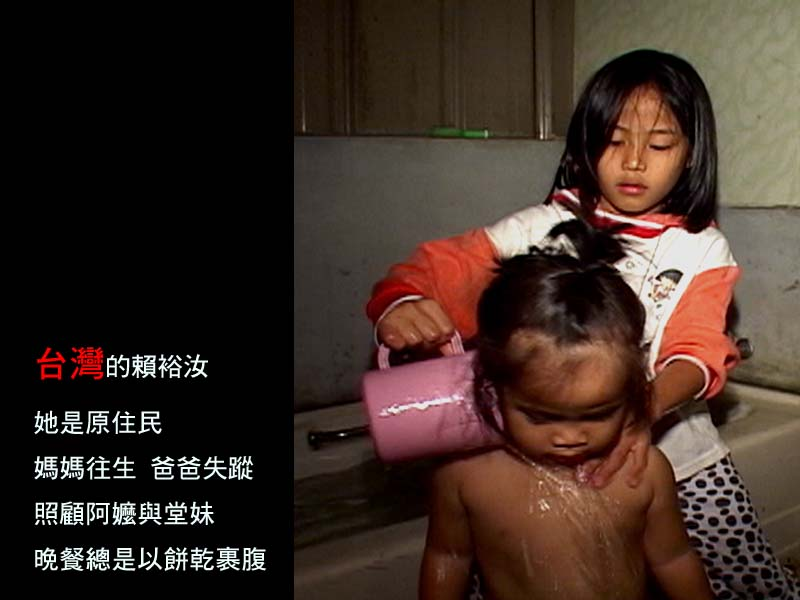 台灣的賴裕汝
她是原住民
媽媽往生 爸爸失蹤
照顧阿嬤與堂妹
晚餐總是以餅乾裹腹